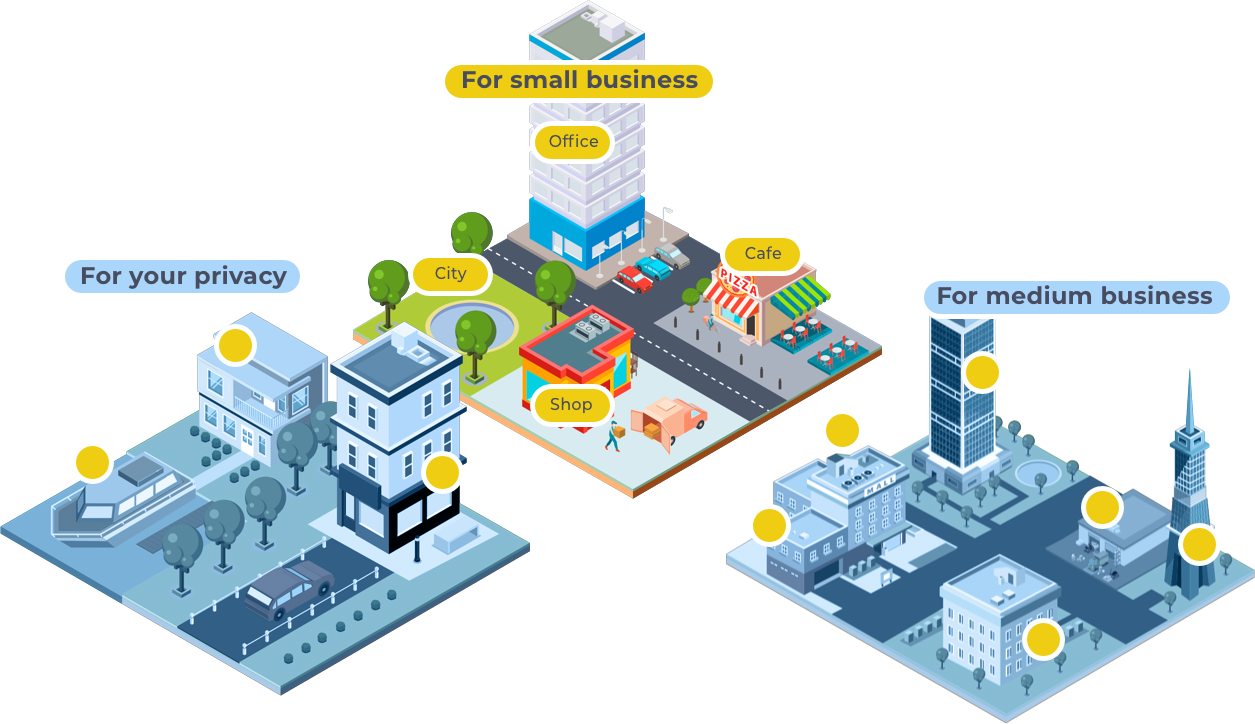 For small business
Office
Cafe
City
For your privacy
PIZZA
For medium business
Shop
MALL